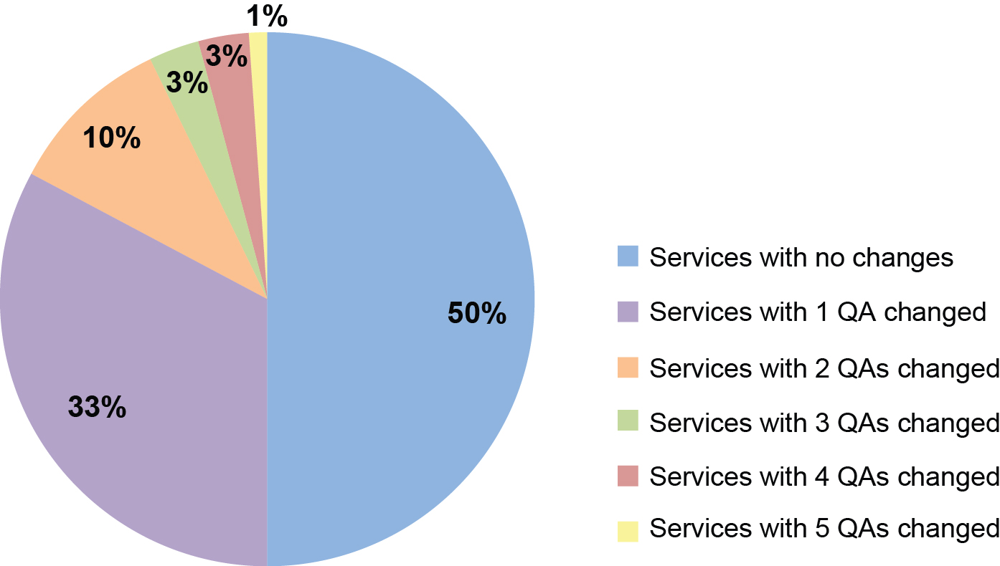 1%
3%
3%
10%
50%
33%
Services with no changes
Services with 1 QA changed
Services with 2 QAs changed
Services with 3 QAs changed
Services with 4 QAs changed
Services with 5 QAs changed